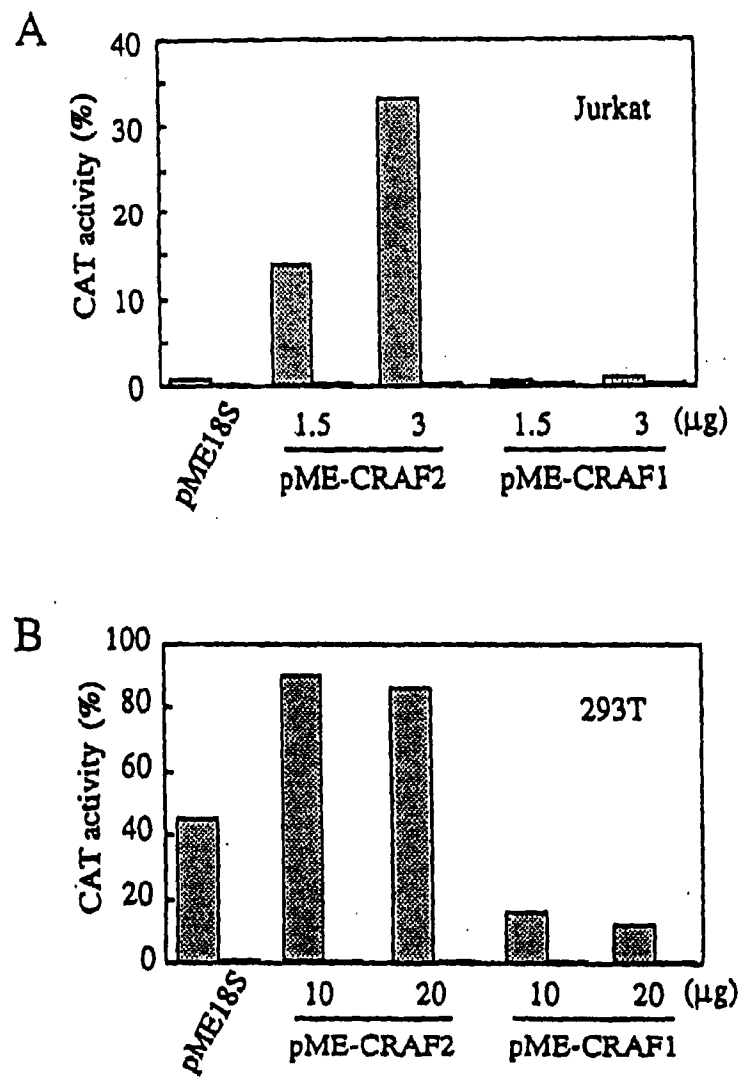 A
40
30
20
10
0
CAT activity (%)
Jurkat
pME18S
1.5 3 1.5 3 (μg)
pME-CRAF2 pME-CRAF1
B
100
80
60
40
20
0
CAT activity (%)
293T
pME18S
10 20 10 20 (μg)
pME-CRAF2 pME-CRAF1